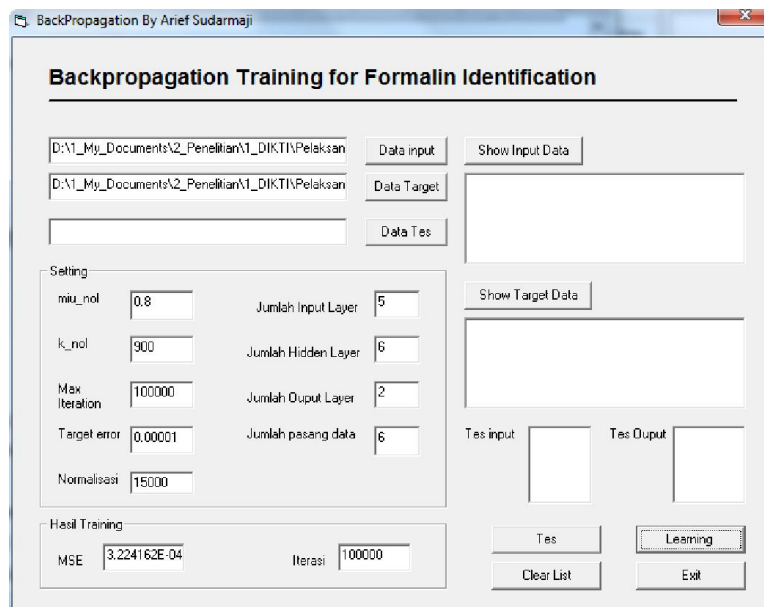 BackPropagation By Arief Sudarmaji
Backpropagation Training for Formalin Identification
D:\1_My_Documents\2_Penelitian\1_DIKTI\Pelaksan
Data input
Show Input Data
D:\1_My_Documents\2_Penelitian\1_DIKTI\Pelaksan
Data Target
Data Tes
Setting
miu_nol
0.8
Jumlah Input Layer
5
Show Target Data
k_nol
900
Jumlah Hidden Layer
6
Max Iteration
100000
Jumlah Ouput Layer
2
Target error
0.00001
Jumlah pasang data
6
Tes input
Tes Ouput
Normalisasi
15000
Hasil Training
MSE
3.224162E-04
Iterasi
100000
Tes
Learning
Clear List
Exit